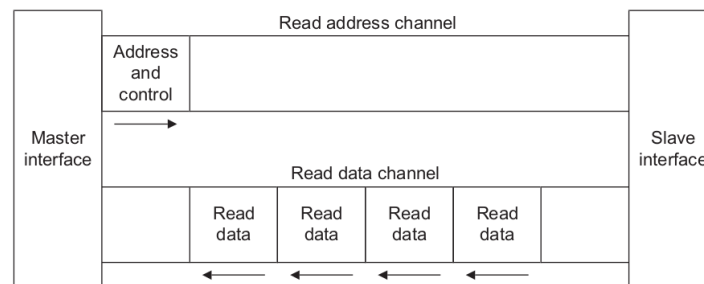 Read address channel
Address
and
control
Master
interface
Slave
interface
Read data channel
Read
data
Read
data
Read
data
Read
data